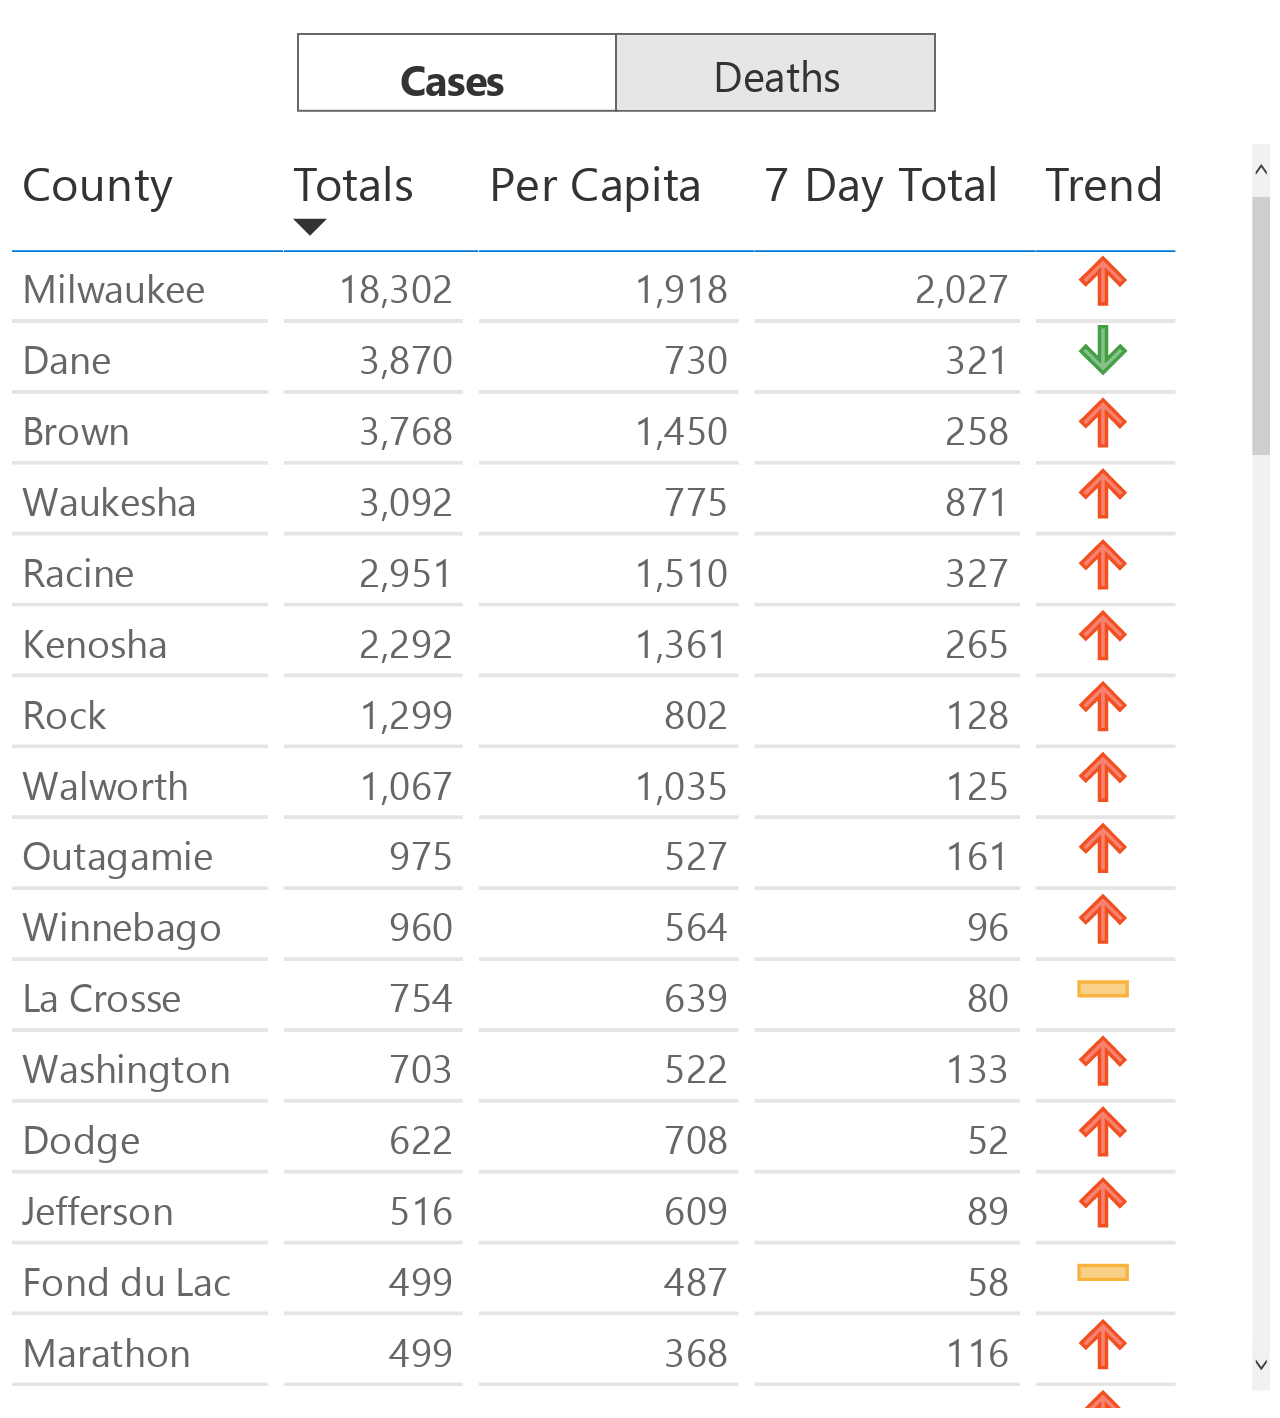 Cases Deaths
County Totals Per Capita 7 Day Total Trend
Milwaukee 18,302 1,918 2,027
Dane 3,870 730 321
Brown 3,768 1,450 258
Waukesha 3,092 775 871
Racine 2,951 1,510 327
Kenosha 2,292 1,361 265
Rock 1,299 802 128
Walworth 1,067 1,035 125
Outagamie 975 527 161
Winnebago 960 564 96
La Crosse 754 639 80
Washington 703 522 133
Dodge 622 708 52
Jefferson 516 609 89
Fond du Lac 499 487 58
Marathon 499 368 116